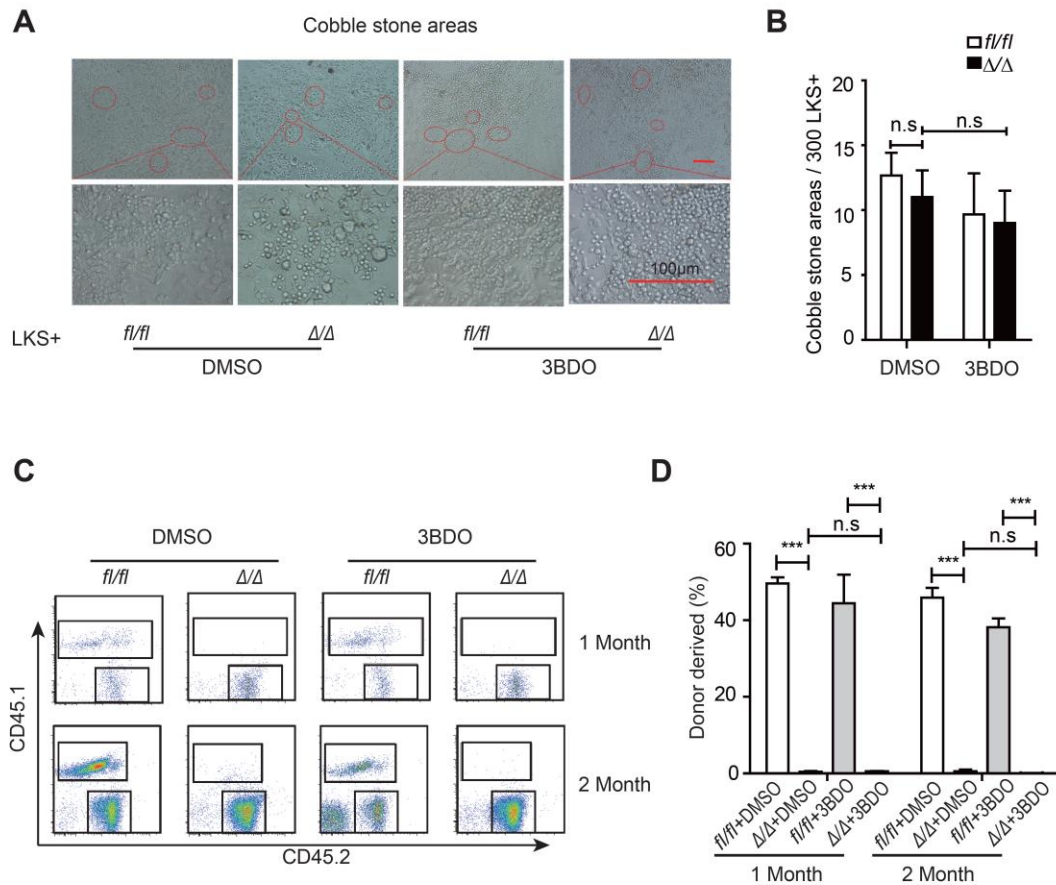 A
Cobble stone areas
100μm
LKS+
fl/fl
Δ/Δ
fl/fl
Δ/Δ
DMSO
3BDO
B
fl/fl
Δ/Δ
Cobble stone areas / 300 LKS+
20
15
10
5
0
n.s
n.s
DMSO
3BDO
C
DMSO
3BDO
fl/fl
Δ/Δ
fl/fl
Δ/Δ
1 Month
2 Month
CD45.1
CD45.2
D
Donor derived (%)
60
40
20
0
***
n.s
***
***
n.s
***
fl/fl+DMSO
Δ/Δ+DMSO
fl/fl+3BDO
Δ/Δ+3BDO
fl/fl+DMSO
Δ/Δ+DMSO
fl/fl+3BDO
Δ/Δ+3BDO
1 Month
2 Month